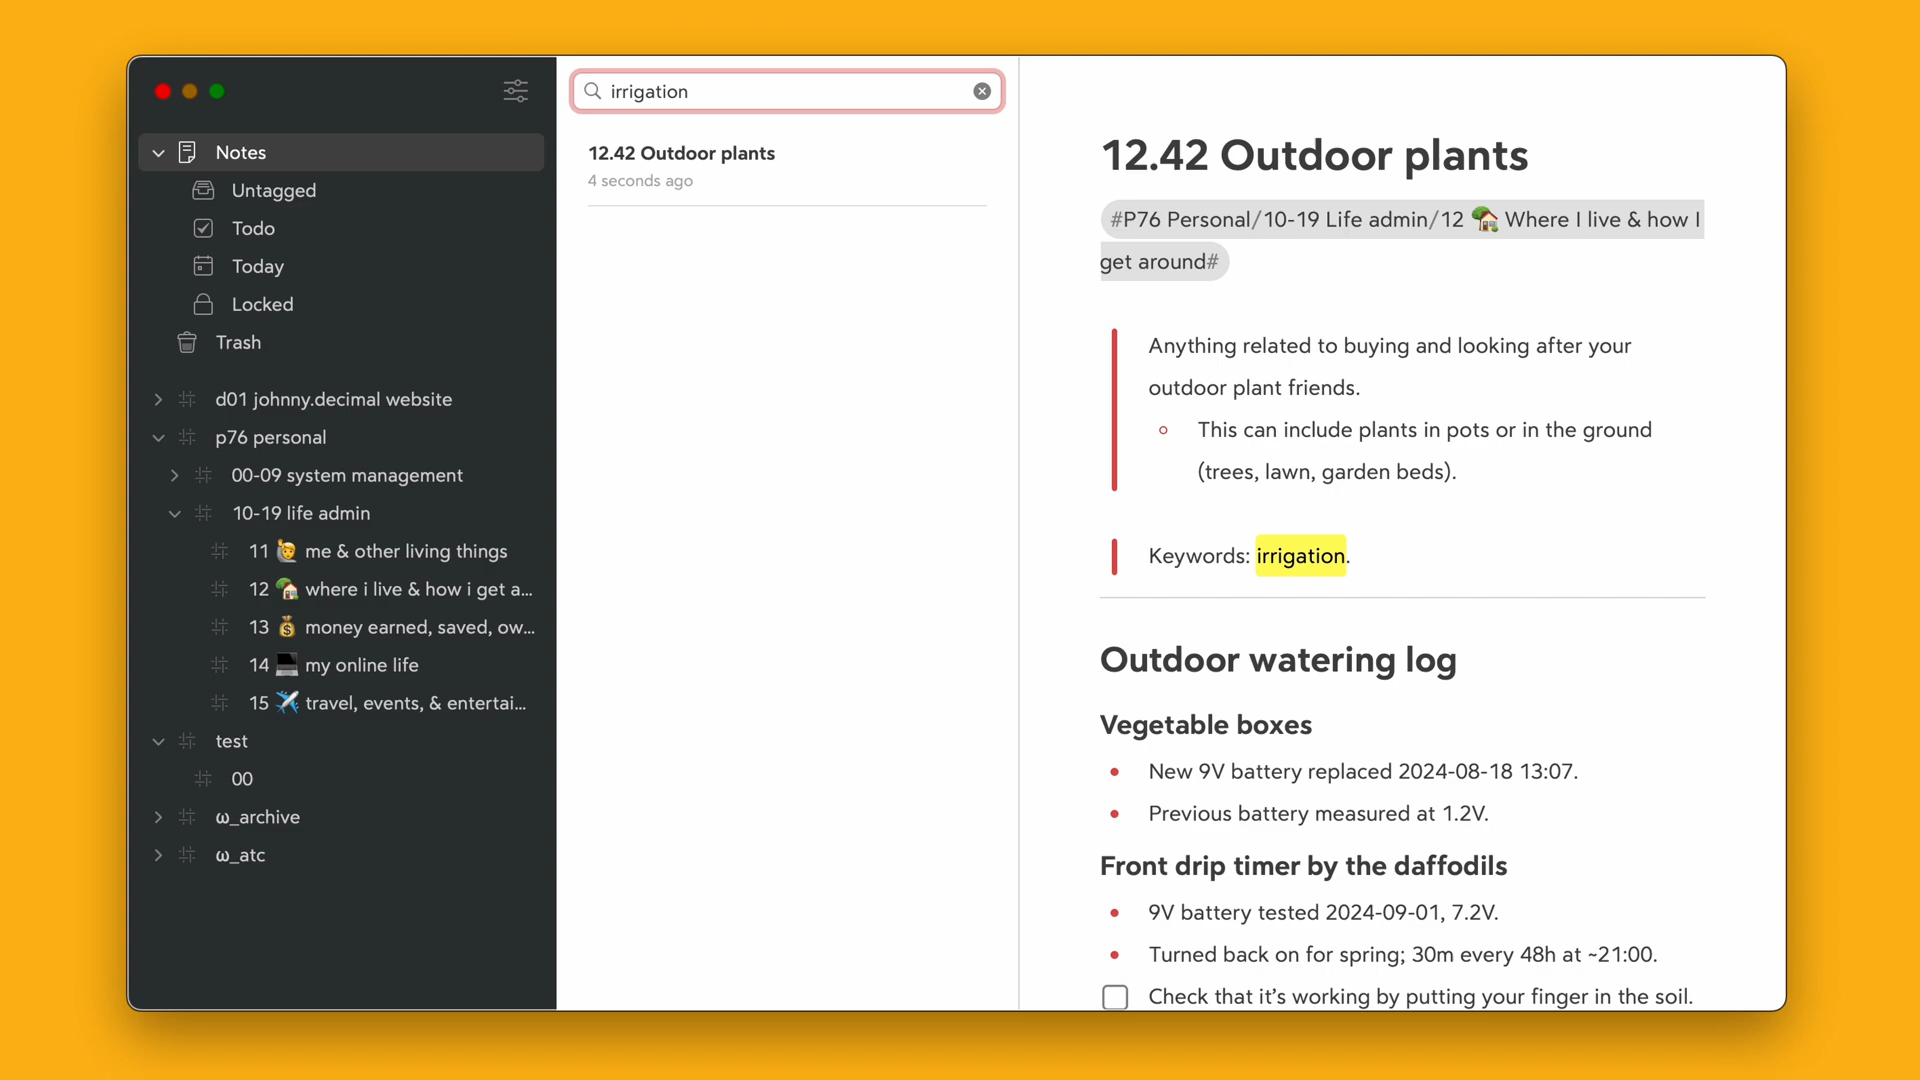 Notes
Untagged
Todo
Today
Locked
Trash
d01 johnny.decimal website
p76 personal
00-09 system management
10-19 life admin
11 🙋 me & other living things
12 🏡 where i live & how i get a...
13 💰 money earned, saved, ow...
14 💻 my online life
15 ✈️ travel, events, & entertai...
test
00
ω_archive
ω_atc
irrigation
12.42 Outdoor plants
4 seconds ago
12.42 Outdoor plants
#P76 Personal/10-19 Life admin/12 🏡 Where I live & how I
get around#
Anything related to buying and looking after your
outdoor plant friends.
This can include plants in pots or in the ground
(trees, lawn, garden beds).
Keywords: irrigation.
Outdoor watering log
Vegetable boxes
New 9V battery replaced 2024-08-18 13:07.
Previous battery measured at 1.2V.
Front drip timer by the daffodils
9V battery tested 2024-09-01, 7.2V.
Turned back on for spring; 30m every 48h at ~21:00.
Check that it’s working by putting your finger in the soil.